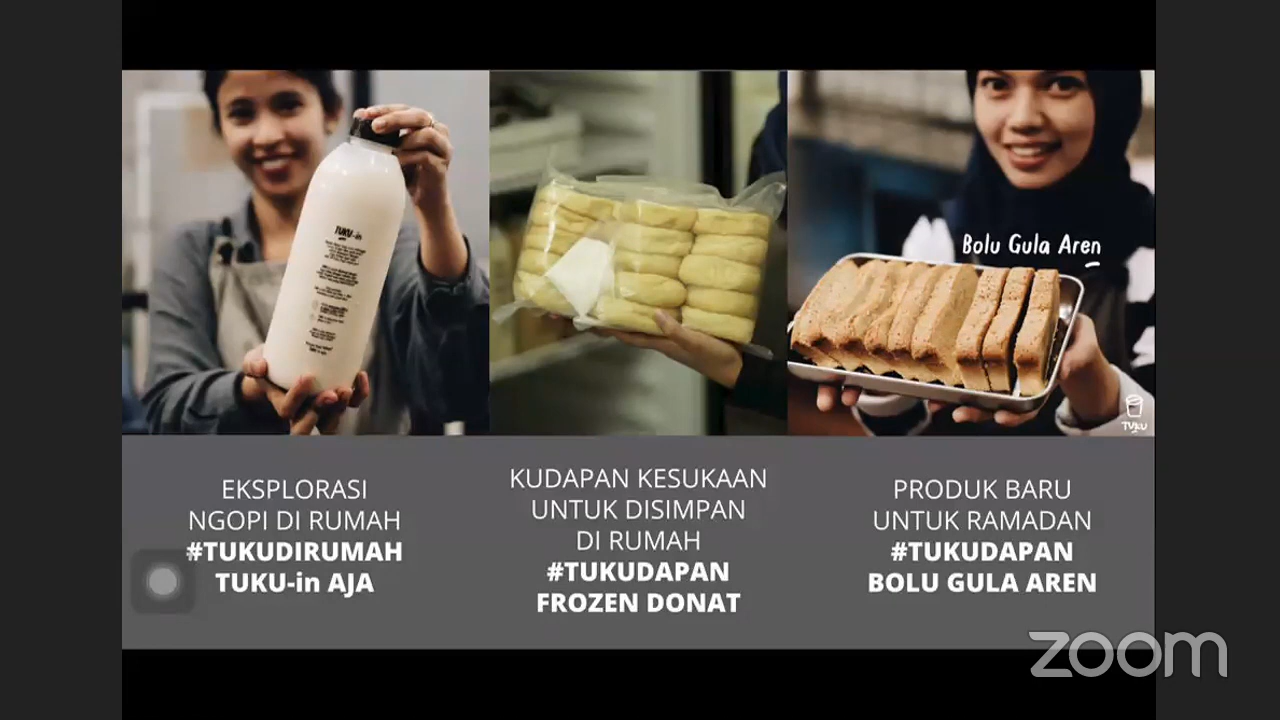 TUKU-in
Bolu Gula Aren
TUKU
EKSPLORASI
NGOPI DI RUMAH
#TUKUDIRUMAH
TUKU-in AJA
KUDAPAN KESUKAAN
UNTUK DISIMPAN
DI RUMAH
#TUKUDAPAN
FROZEN DONAT
PRODUK BARU
UNTUK RAMADAN
#TUKUDAPAN
BOLU GULA AREN
zoom